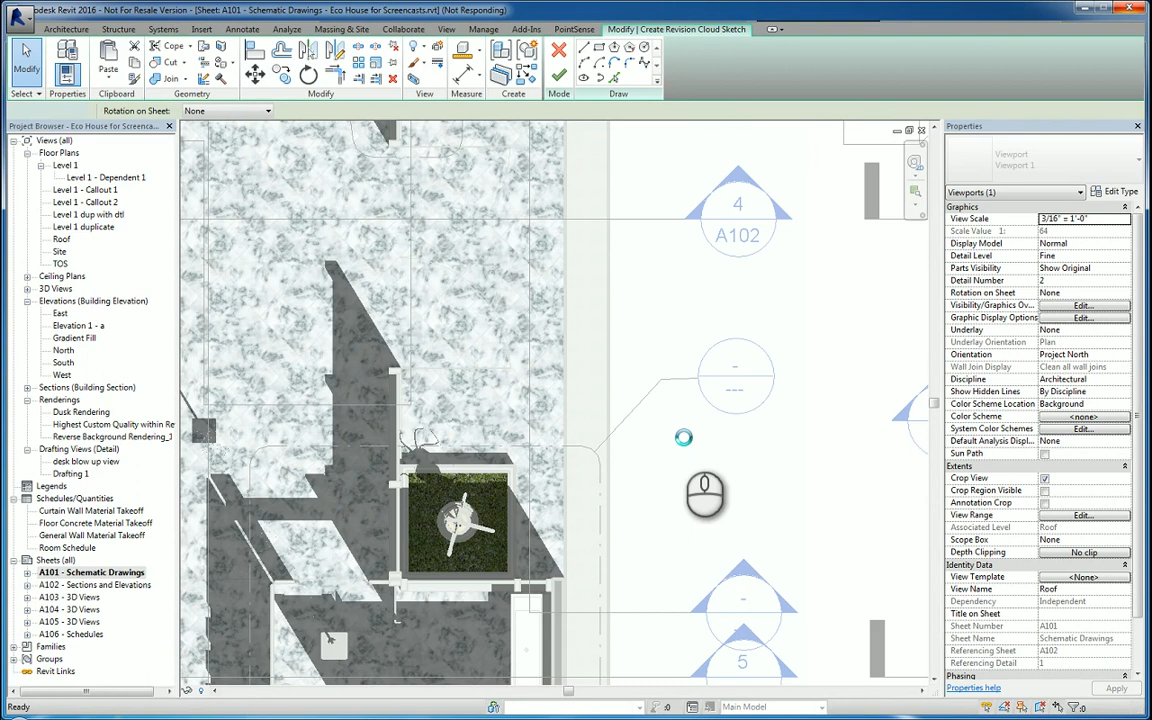 odesk Revit 2016 - Not For Resale Version - [Sheet: A101 - Schematic Drawings - Eco House for Screencasts.rvt] (Not Responding)
Architecture Structure Systems Insert Annotate Analyze Massing & Site Collaborate View Manage Add-Ins PointSense Modify | Create Revision Cloud Sketch
Modify Paste Cope Cut Join
Select Properties Clipboard Geometry Modify View Measure Create Mode Draw
Rotation on Sheet: None
Project Browser - Eco House for Screenca...
Views (all)
Floor Plans
Level 1
Level 1 - Dependent 1
Level 1 - Callout 1
Level 1 - Callout 2
Level 1 dup with dtl
Level 1 duplicate
Roof
Site
TOS
Ceiling Plans
3D Views
Elevations (Building Elevation)
East
Elevation 1 - a
Gradient Fill
North
South
West
Sections (Building Section)
Renderings
Dusk Rendering
Highest Custom Quality within Re
Reverse Background Rendering_1
Drafting Views (Detail)
desk blow up view
Drafting 1
Legends
Schedules/Quantities
Curtain Wall Material Takeoff
Floor Concrete Material Takeoff
General Wall Material Takeoff
Room Schedule
Sheets (all)
A101 - Schematic Drawings
A102 - Sections and Elevations
A103 - 3D Views
A104 - 3D Views
A105 - 3D Views
A106 - Schedules
Families
Groups
Revit Links
4
A102
-
---
-
5
Properties
Viewport
Viewport 1
Viewports (1) Edit Type
Graphics
View Scale 3/16" = 1'-0"
Scale Value 1: 64
Display Model Normal
Detail Level Fine
Parts Visibility Show Original
Detail Number 2
Rotation on Sheet None
Visibility/Graphics Ov... Edit...
Graphic Display Options Edit...
Underlay None
Underlay Orientation Plan
Orientation Project North
Wall Join Display Clean all wall joins
Discipline Architectural
Show Hidden Lines By Discipline
Color Scheme Location Background
Color Scheme <none>
System Color Schemes Edit...
Default Analysis Displ... None
Sun Path
Extents
Crop View
Crop Region Visible
Annotation Crop
View Range Edit...
Associated Level Roof
Scope Box None
Depth Clipping No clip
Identity Data
View Template <None>
View Name Roof
Dependency Independent
Title on Sheet
Sheet Number A101
Sheet Name Schematic Drawings
Referencing Sheet A102
Referencing Detail 1
Phasing
Properties help Apply
Ready :0 Main Model :0